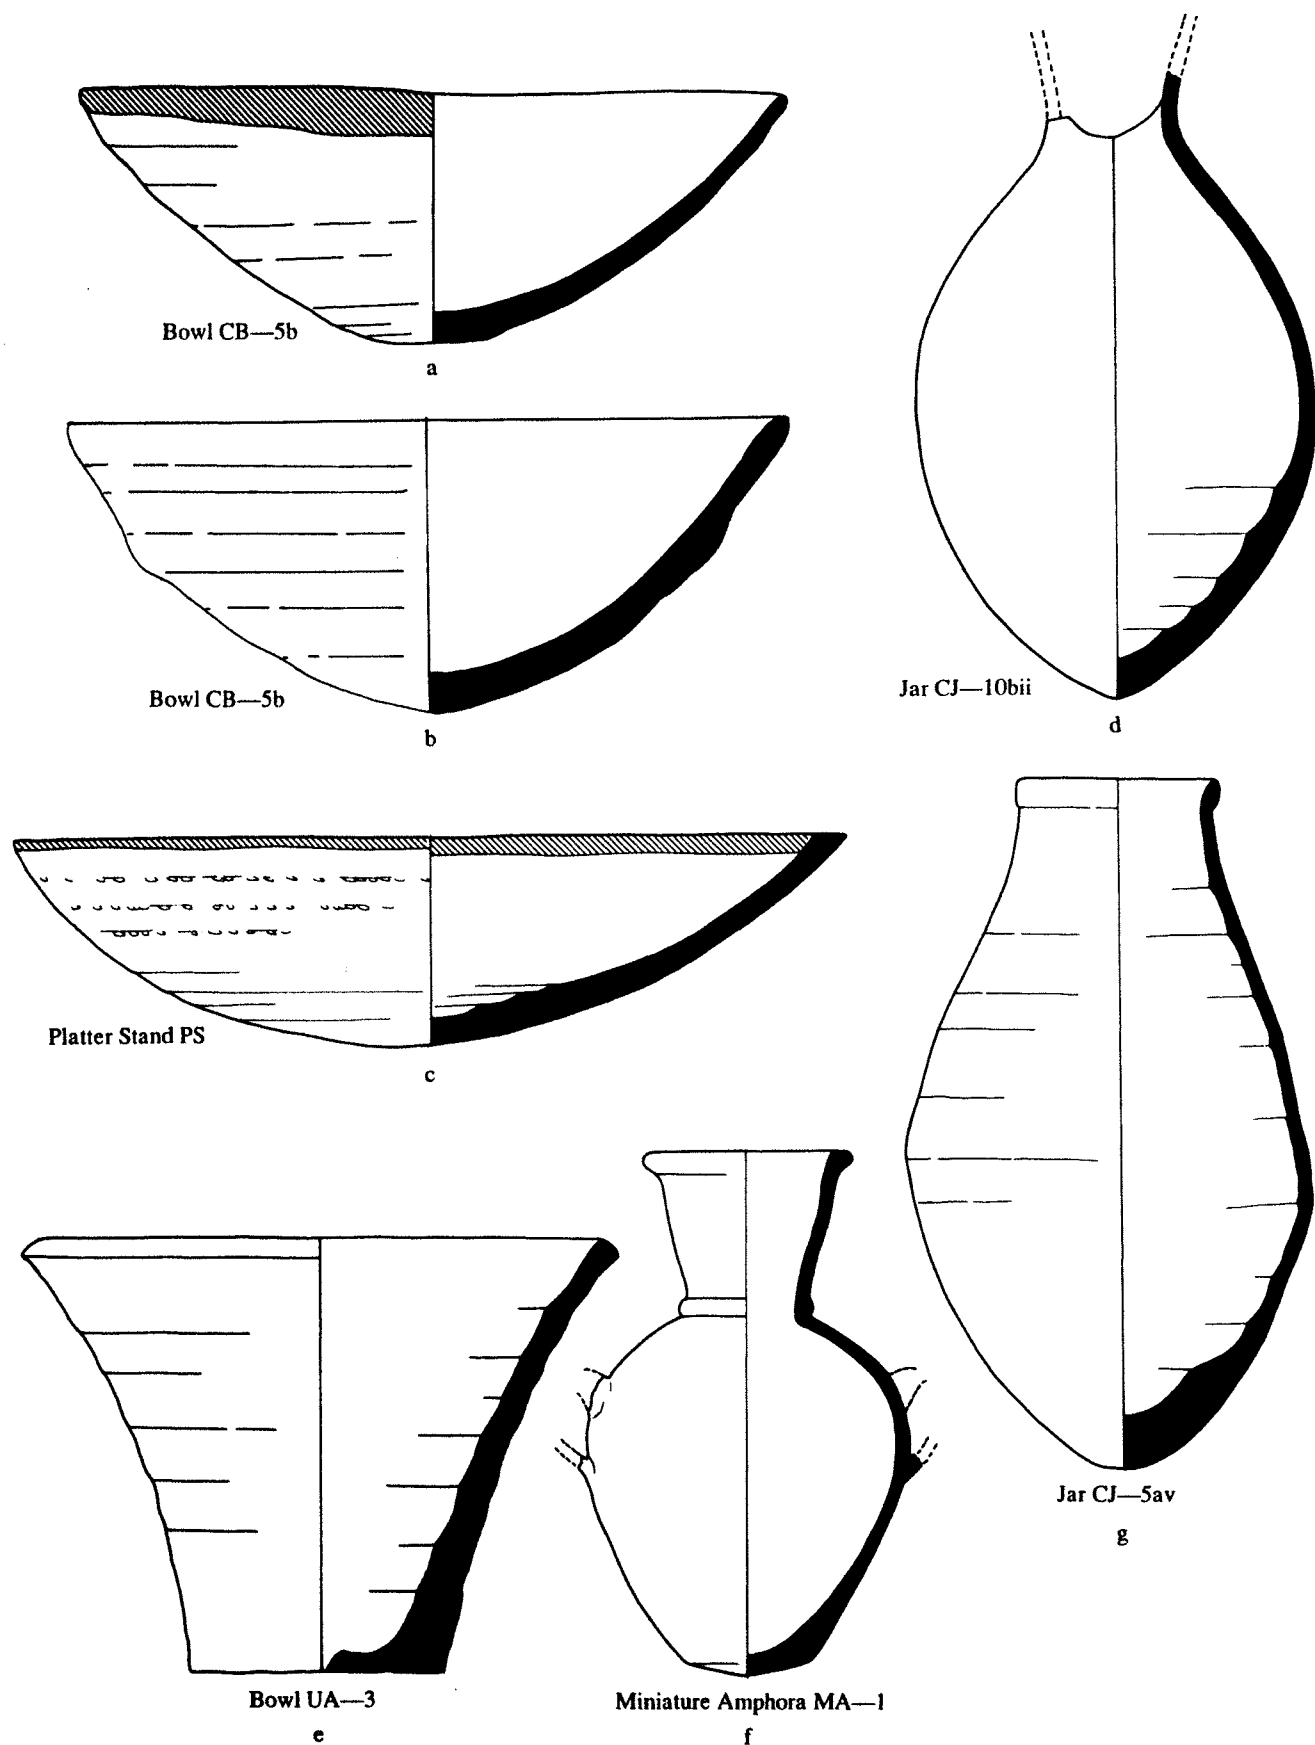 Bowl CB—5b
a
Bowl CB—5b
b
Jar CJ—10bii
d
Platter Stand PS
c
Bowl UA—3
e
Miniature Amphora MA—1
f
Jar CJ—5av
g